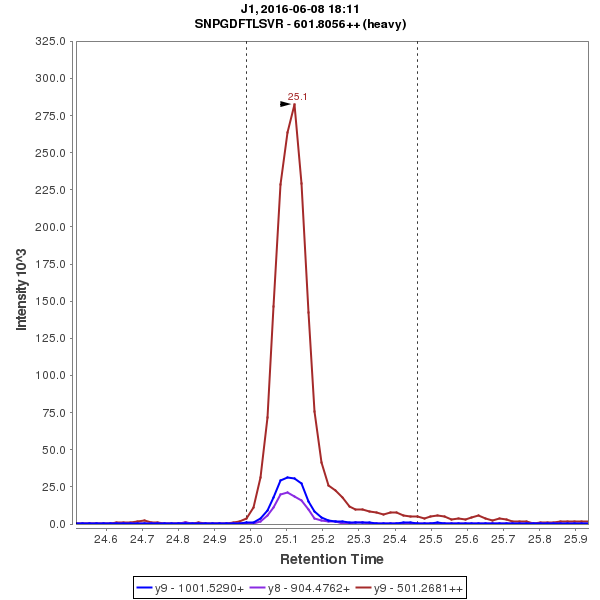 J1, 2016-06-08 18:11
SNPGDFTLSVR - 601.8056++ (heavy)
325.0
300.0
275.0
250.0
225.0
200.0
175.0
150.0
125.0
100.0
75.0
50.0
25.0
0.0
Intensity 10^3
25.1
24.6 24.7 24.8 24.9 25.0 25.1 25.2 25.3 25.4 25.5 25.6 25.7 25.8 25.9
Retention Time
y9 - 1001.5290+ y8 - 904.4762+ y9 - 501.2681++